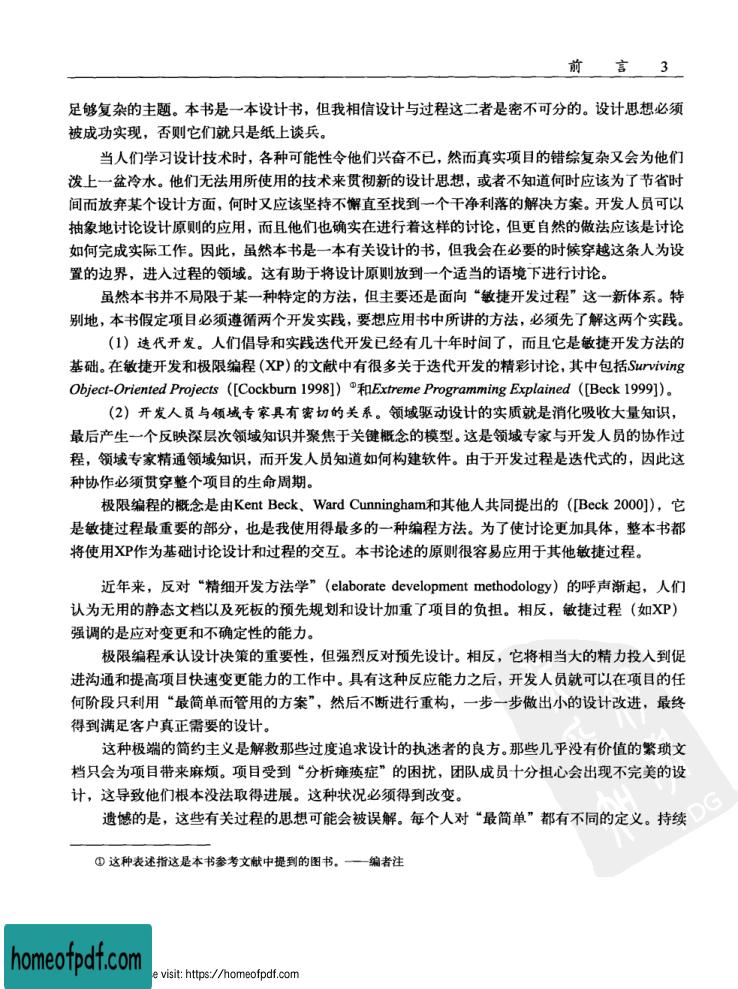 前 言 3
足够复杂的主题。本书是一本设计书，但我相信设计与过程这二者是密不可分的。设计思想必须
被成功实现，否则它们就只是纸上谈兵。
当人们学习设计技术时，各种可能性令他们兴奋不已，然而真实项目的错综复杂又会为他们
泼上一盆冷水。他们无法用所使用的技术来贯彻新的设计思想，或者不知道何时应该为了节省时
间而放弃某个设计方面，何时又应该坚持不懈直至找到一个干净利落的解决方案。开发人员可以
抽象地讨论设计原则的应用，而且他们也确实在进行着这样的讨论，但更自然的做法应该是讨论
如何完成实际工作。因此，虽然本书是一本有关设计的书，但我会在必要的时候穿越这条人为设
置的边界，进入过程的领域。这有助于将设计原则放到一个适当的语境下进行讨论。
虽然本书并不局限于某一种特定的方法，但主要还是面向“敏捷开发过程”这一新体系。特
别地，本书假定项目必须遵循两个开发实践，要想应用书中所讲的方法，必须先了解这两个实践。
（1）迭代开发。人们倡导和实践迭代开发已经有几十年时间了，而且它是敏捷开发方法的
基础。在敏捷开发和极限编程（XP）的文献中有很多关于迭代开发的精彩讨论，其中包括Surviving
Object-Oriented Projects（[Cockburn 1998]）①和Extreme Programming Explained（[Beck 1999]）。
（2）开发人员与领域专家具有密切的关系。领域驱动设计的实质就是消化吸收大量知识，
最后产生一个反映深层次领域知识并聚焦于关键概念的模型。这是领域专家与开发人员的协作过
程，领域专家精通领域知识，而开发人员知道如何构建软件。由于开发过程是迭代式的，因此这
种协作必须贯穿整个项目的生命周期。
极限编程的概念是由Kent Beck、Ward Cunningham和其他人共同提出的（[Beck 2000]），它
是敏捷过程最重要的部分，也是我使用得最多的一种编程方法。为了使讨论更加具体，整本书都
将使用XP作为基础讨论设计和过程的交互。本书论述的原则很容易应用于其他敏捷过程。
近年来，反对“精细开发方法学”（elaborate development methodology）的呼声渐起，人们
认为无用的静态文档以及死板的预先规划和设计加重了项目的负担。相反，敏捷过程（如XP）
强调的是应对变更和不确定性的能力。
极限编程承认设计决策的重要性，但强烈反对预先设计。相反，它将相当大的精力投入到促
进沟通和提高项目快速变更能力的工作中。具有这种反应能力之后，开发人员就可以在项目的任
何阶段只利用“最简单而管用的方案”，然后不断进行重构，一步一步做出小的设计改进，最终
得到满足客户真正需要的设计。
这种极端的简约主义是解救那些过度追求设计的执迷者的良方。那些几乎没有价值的繁琐文
档只会为项目带来麻烦。项目受到“分析瘫痪症”的困扰，团队成员十分担心会出现不完美的设
计，这导致他们根本没法取得进展。这种状况必须得到改变。
遗憾的是，这些有关过程的思想可能会被误解。每个人对“最简单”都有不同的定义。持续
① 这种表述指这是本书参考文献中提到的图书。——编者注
PDG
homeofpdf.com
e visit: https://homeofpdf.com